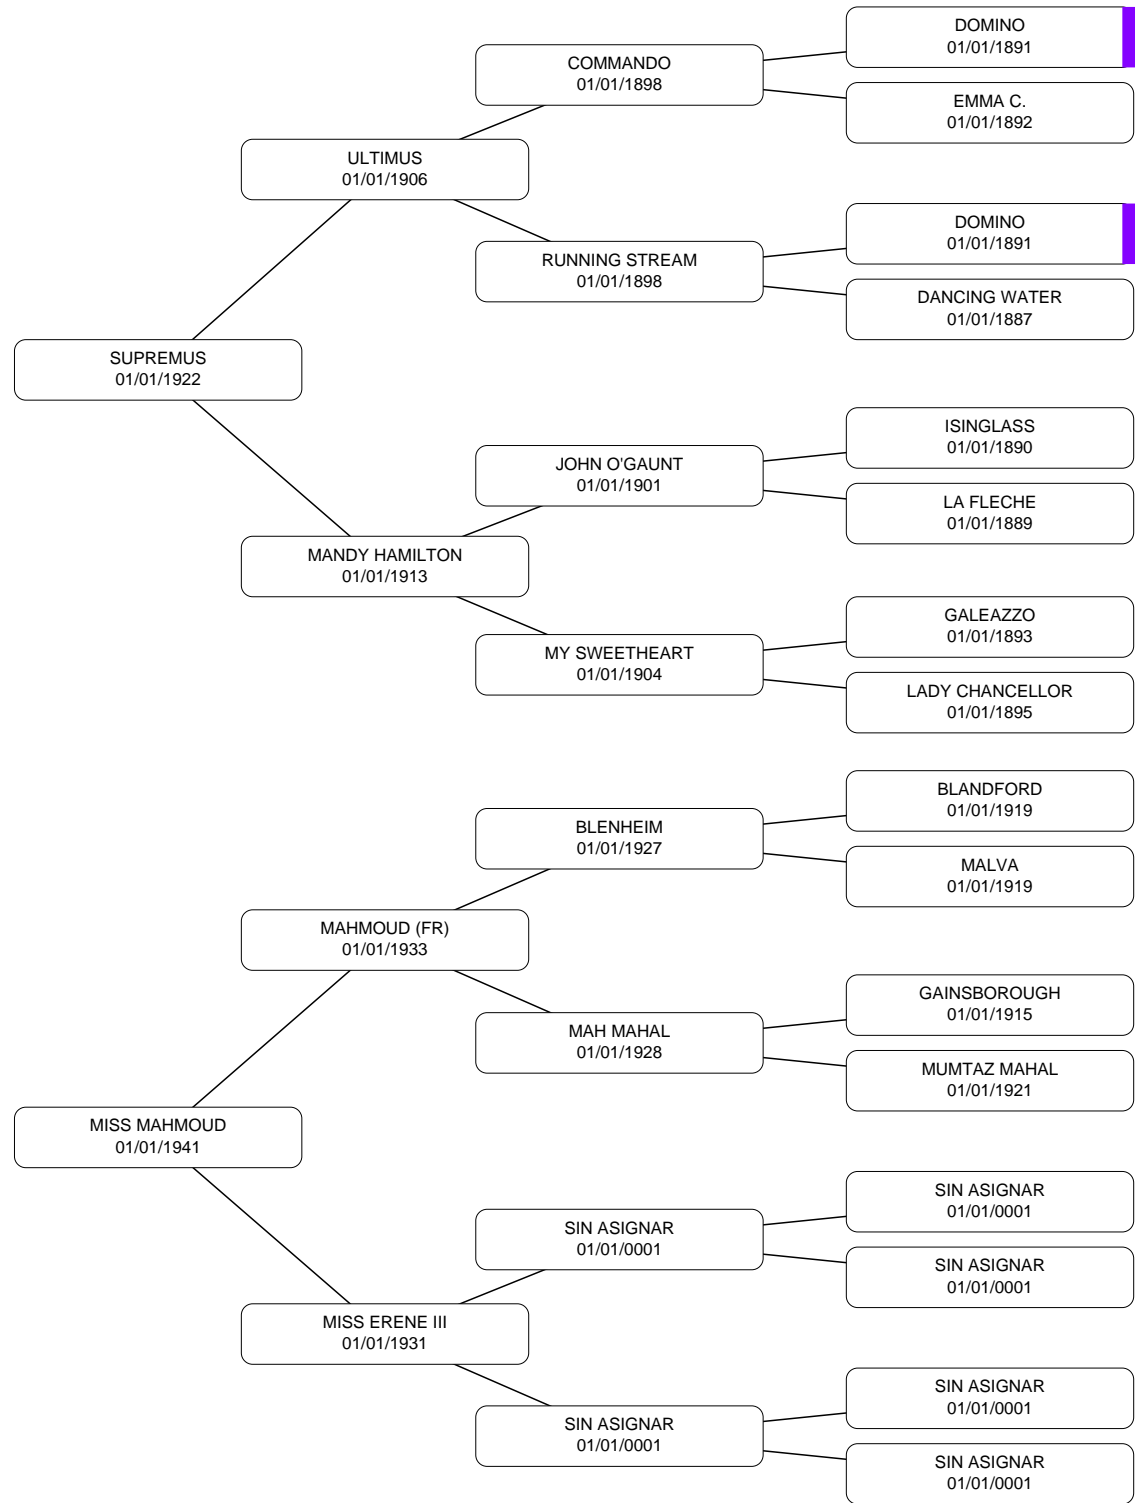 DOMINO
01/01/1891
COMMANDO
01/01/1898
EMMA C.
01/01/1892
ULTIMUS
01/01/1906
DOMINO
01/01/1891
RUNNING STREAM
01/01/1898
DANCING WATER
01/01/1887
SUPREMUS
01/01/1922
ISINGLASS
01/01/1890
JOHN O'GAUNT
01/01/1901
LA FLECHE
01/01/1889
MANDY HAMILTON
01/01/1913
GALEAZZO
01/01/1893
MY SWEETHEART
01/01/1904
LADY CHANCELLOR
01/01/1895
BLANDFORD
01/01/1919
BLENHEIM
01/01/1927
MALVA
01/01/1919
MAHMOUD (FR)
01/01/1933
GAINSBOROUGH
01/01/1915
MAH MAHAL
01/01/1928
MUMTAZ MAHAL
01/01/1921
MISS MAHMOUD
01/01/1941
SIN ASIGNAR
01/01/0001
SIN ASIGNAR
01/01/0001
SIN ASIGNAR
01/01/0001
MISS ERENE III
01/01/1931
SIN ASIGNAR
01/01/0001
SIN ASIGNAR
01/01/0001
SIN ASIGNAR
01/01/0001